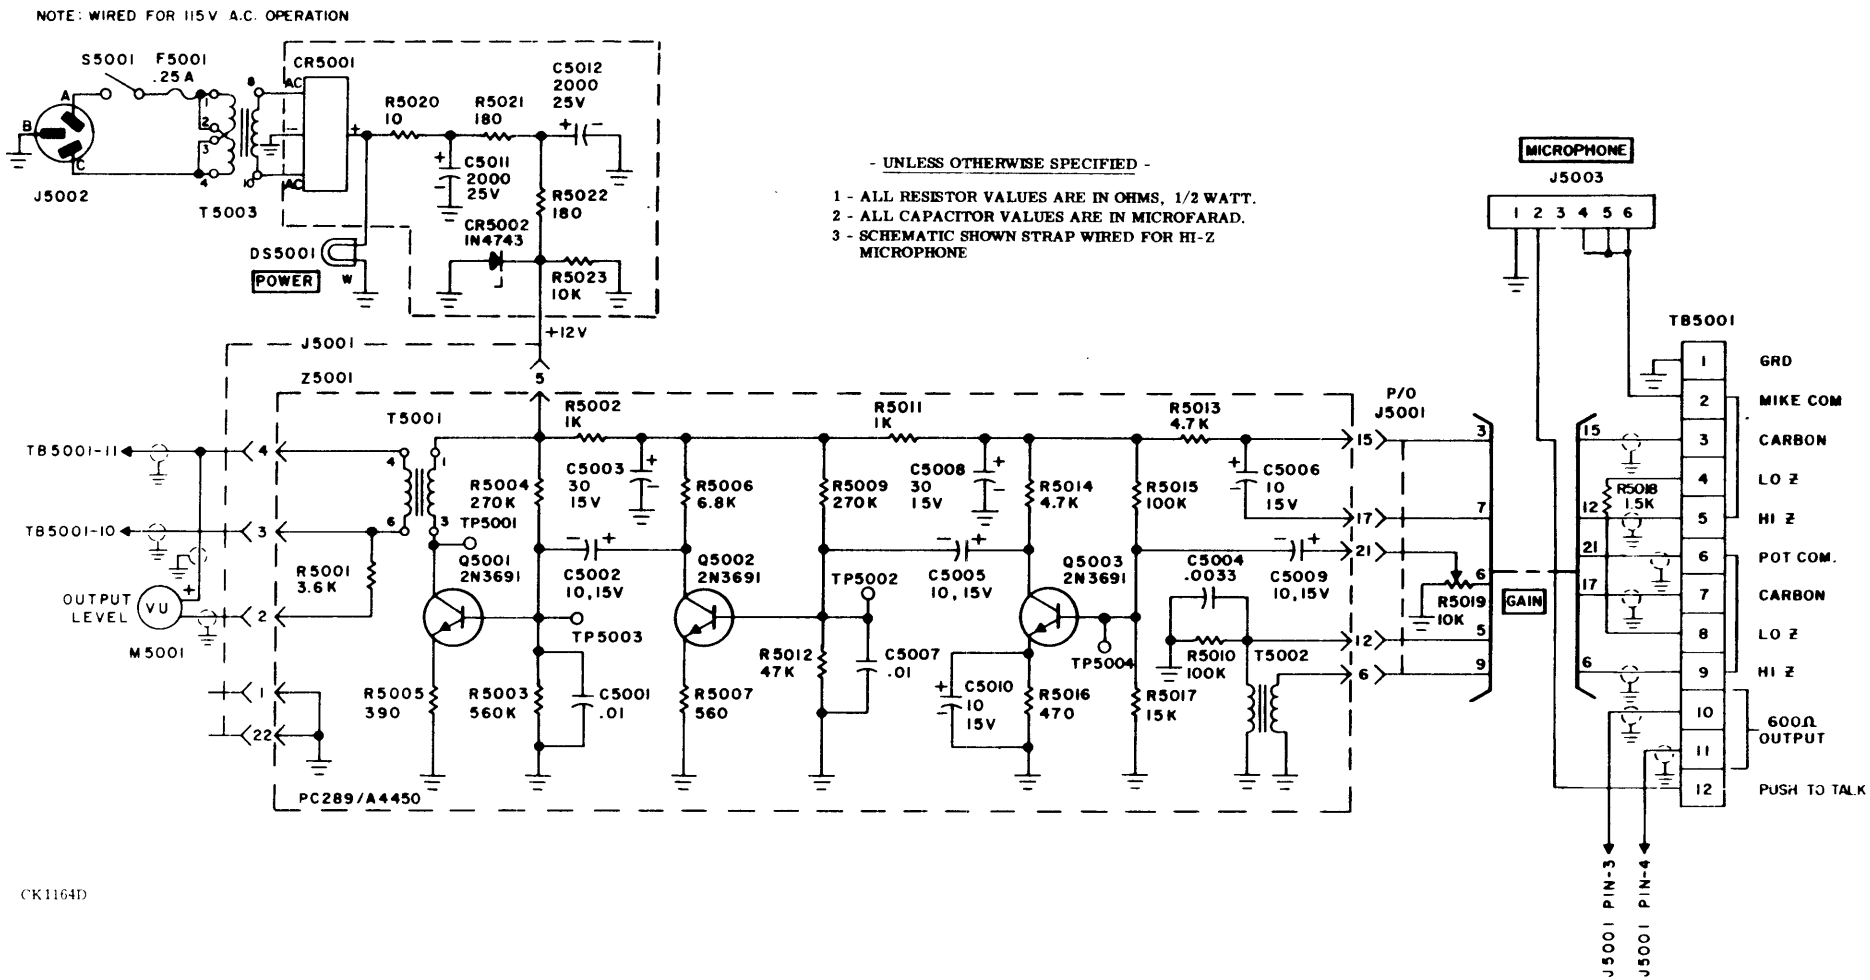 NOTE: WIRED FOR 115V A.C. OPERATION
S5001
F5001
.25A
CR5001
AC
8
A
B
C
1
2
3
4
10
AC
-
+
J5002
T5003
R5020
10
R5021
180
C5012
2000
25V
+
-
+
-
C5011
2000
25V
R5022
180
CR5002
1N4743
R5023
10K
DS5001
POWER
W
+12V
- UNLESS OTHERWISE SPECIFIED -
1 - ALL RESISTOR VALUES ARE IN OHMS, 1/2 WATT.
2 - ALL CAPACITOR VALUES ARE IN MICROFARAD.
3 - SCHEMATIC SHOWN STRAP WIRED FOR HI-Z
MICROPHONE
MICROPHONE
J5003
1 2 3 4 5 6
J5001
Z5001
5
T5001
R5002
1K
R5011
1K
R5013
4.7K
P/O
J5001
TB5001-11
4
4
1
6
3
TB5001-10
3
R5004
270K
TP5001
C5003
30
15V
+
-
R5006
6.8K
R5009
270K
C5008
30
15V
+
-
R5014
4.7K
R5015
100K
C5006
10
15V
+
-
15
17
21
12
6
R5001
3.6K
Q5001
2N3691
- +
C5002
10,15V
Q5002
2N3691
TP5002
- +
C5005
10,15V
Q5003
2N3691
C5004
.0033
- +
C5009
10,15V
OUTPUT
LEVEL
VU
+
M5001
2
TP5003
R5012
47K
C5007
.01
TP5004
R5010
100K
T5002
1
22
R5005
390
R5003
560K
C5001
.01
R5007
560
+
-
C5010
10
15V
R5016
470
R5017
15K
PC289/A4450
3
7
6
5
9
R5019
10K
GAIN
15
12
21
17
6
R5018
1.5K
TB5001
1 GRD
2 MIKE COM
3 CARBON
4 LO Z
5 HI Z
6 POT COM.
7 CARBON
8 LO Z
9 HI Z
10
11
600Ω
OUTPUT
12 PUSH TO TALK
J5001 PIN-3
J5001 PIN-4
CK1164D